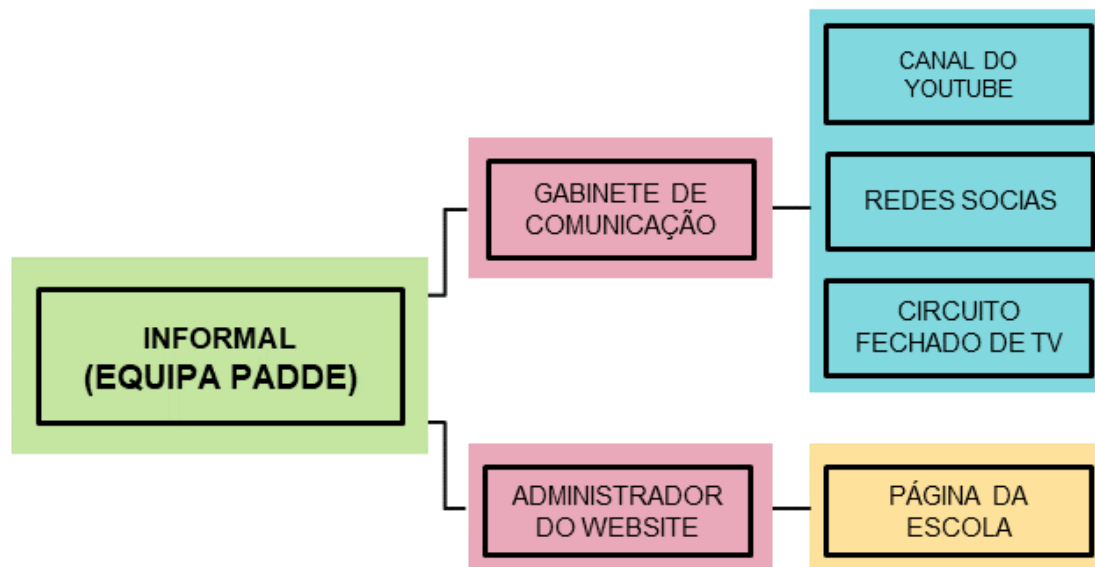 CANAL DO
YOUTUBE
GABINETE DE
COMUNICAÇÃO
REDES SOCIAS
INFORMAL
(EQUIPA PADDE)
CIRCUITO
FECHADO DE TV
ADMINISTRADOR
DO WEBSITE
PÁGINA DA
ESCOLA